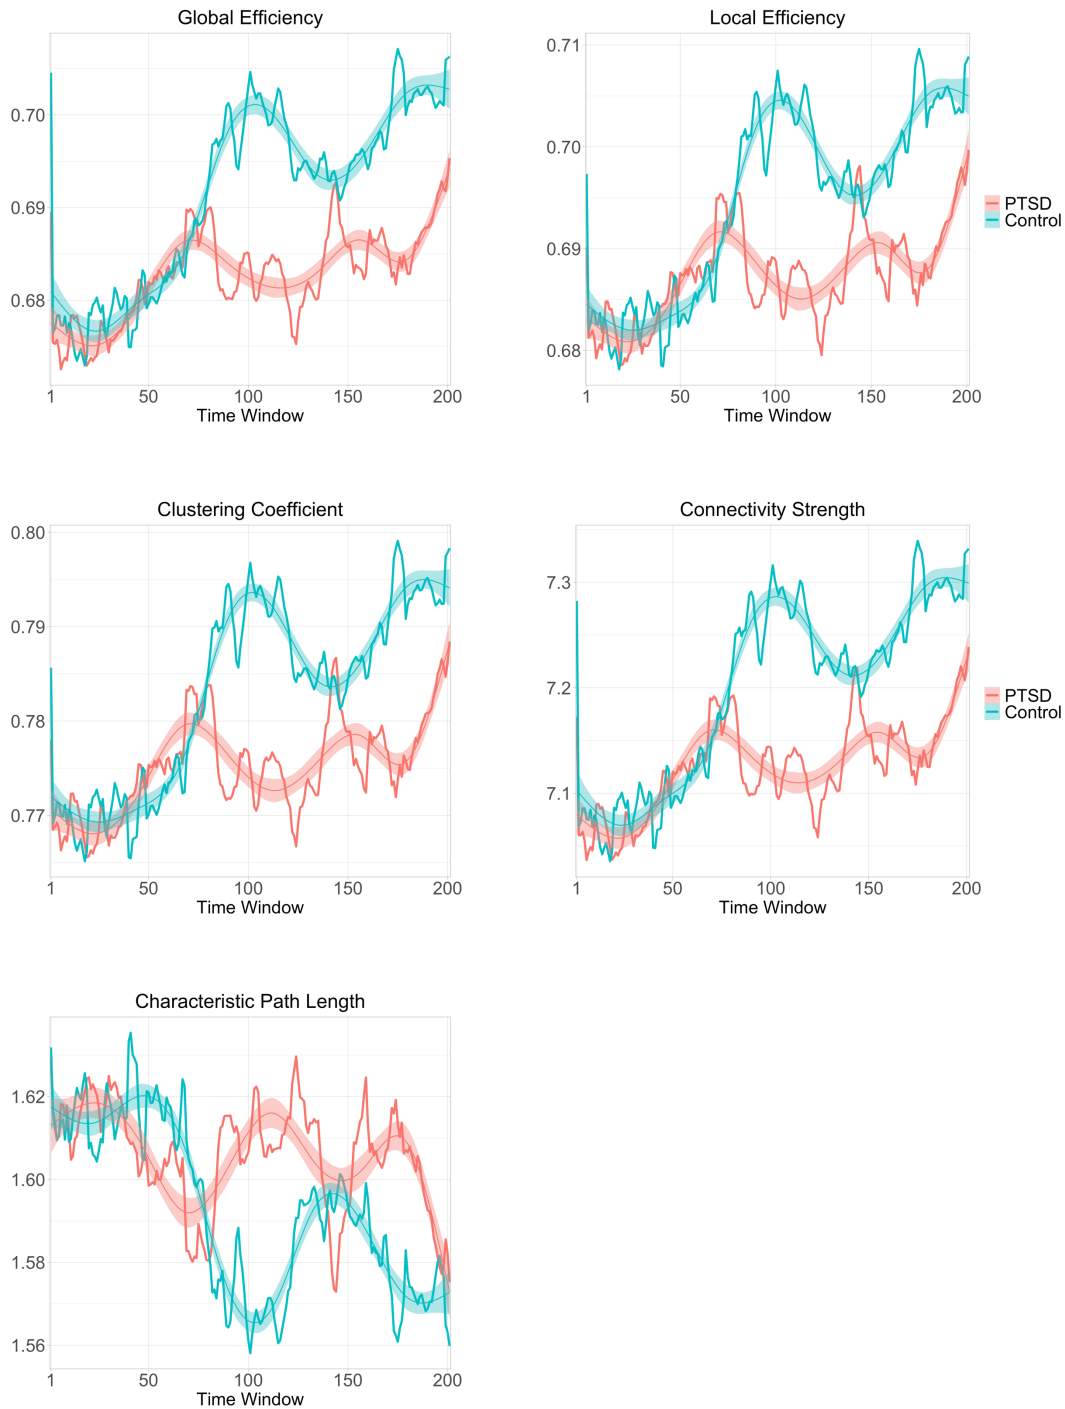 Global Efficiency
0.70
0.69
0.68
1 50 100 150 200
Time Window
Local Efficiency
0.71
0.70
0.69
0.68
1 50 100 150 200
Time Window
PTSD
Control
Clustering Coefficient
0.80
0.79
0.78
0.77
1 50 100 150 200
Time Window
Connectivity Strength
7.3
7.2
7.1
1 50 100 150 200
Time Window
PTSD
Control
Characteristic Path Length
1.62
1.60
1.58
1.56
1 50 100 150 200
Time Window